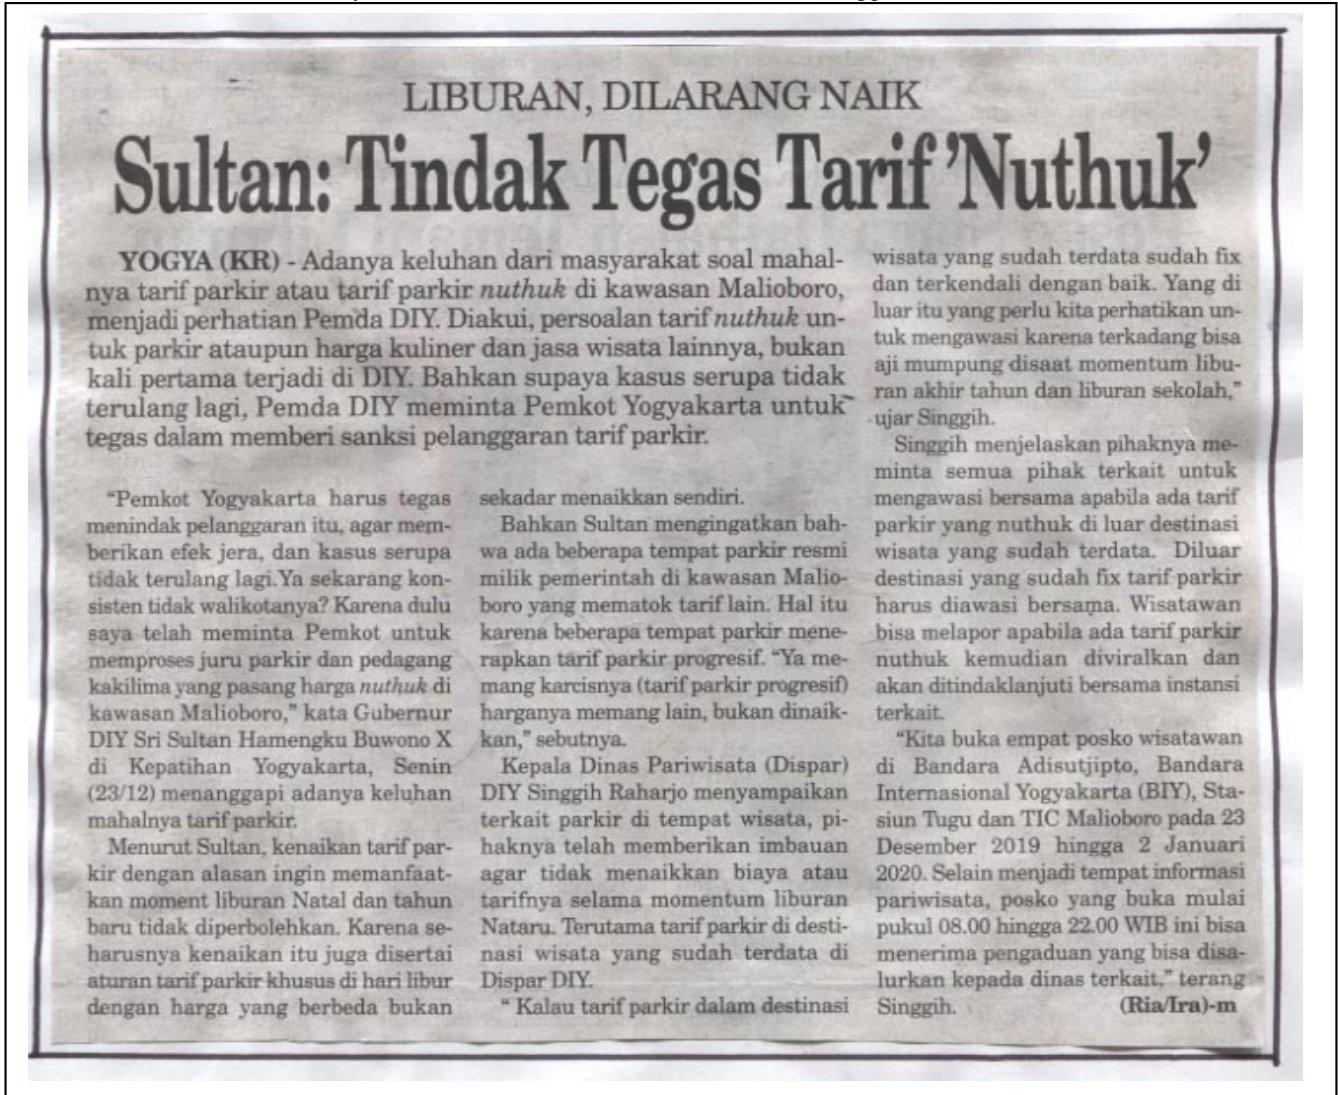 LIBURAN, DILARANG NAIK
Sultan: Tindak Tegas Tarif 'Nuthuk'
YOGYA (KR) - Adanya keluhan dari masyarakat soal mahal-
nya tarif parkir atau tarif parkir nuthuk di kawasan Malioboro,
menjadi perhatian Pemda DIY. Diakui, persoalan tarif nuthuk un-
tuk parkir ataupun harga kuliner dan jasa wisata lainnya, bukan
kali pertama terjadi di DIY. Bahkan supaya kasus serupa tidak
terulang lagi, Pemda DIY meminta Pemkot Yogyakarta untuk
tegas dalam memberi sanksi pelanggaran tarif parkir.
"Pemkot Yogyakarta harus tegas
menindak pelanggaran itu, agar mem-
berikan efek jera, dan kasus serupa
tidak terulang lagi.Ya sekarang kon-
sisten tidak walikotanya? Karena dulu
saya telah meminta Pemkot untuk
memproses juru parkir dan pedagang
kakilima yang pasang harga nuthuk di
kawasan Malioboro," kata Gubernur
DIY Sri Sultan Hamengku Buwono X
di Kepatihan Yogyakarta, Senin
(23/12) menanggapi adanya keluhan
mahalnya tarif parkir.
Menurut Sultan, kenaikan tarif par-
kir dengan alasan ingin memanfaat-
kan moment liburan Natal dan tahun
baru tidak diperbolehkan. Karena se-
harusnya kenaikan itu juga disertai
aturan tarif parkir khusus di hari libur
dengan harga yang berbeda bukan
sekadar menaikkan sendiri.
Bahkan Sultan mengingatkan bah-
wa ada beberapa tempat parkir resmi
milik pemerintah di kawasan Malio-
boro yang mematok tarif lain. Hal itu
karena beberapa tempat parkir mene-
rapkan tarif parkir progresif. "Ya me-
mang karcisnya (tarif parkir progresif)
harganya memang lain, bukan dinaik-
kan," sebutnya.
Kepala Dinas Pariwisata (Dispar)
DIY Singgih Raharjo menyampaikan
terkait parkir di tempat wisata, pi-
haknya telah memberikan imbauan
agar tidak menaikkan biaya atau
tarifnya selama momentum liburan
Nataru. Terutama tarif parkir di desti-
nasi wisata yang sudah terdata di
Dispar DIY.
" Kalau tarif parkir dalam destinasi
wisata yang sudah terdata sudah fix
dan terkendali dengan baik. Yang di
luar itu yang perlu kita perhatikan un-
tuk mengawasi karena terkadang bisa
aji mumpung disaat momentum libu-
ran akhir tahun dan liburan sekolah,"
ujar Singgih.
Singgih menjelaskan pihaknya me-
minta semua pihak terkait untuk
mengawasi bersama apabila ada tarif
parkir yang nuthuk di luar destinasi
wisata yang sudah terdata. Diluar
destinasi yang sudah fix tarif parkir
harus diawasi bersama. Wisatawan
bisa melapor apabila ada tarif parkir
nuthuk kemudian diviralkan dan
akan ditindaklanjuti bersama instansi
terkait.
"Kita buka empat posko wisatawan
di Bandara Adisutjipto, Bandara
Internasional Yogyakarta (BIY), Sta-
siun Tugu dan TIC Malioboro pada 23
Desember 2019 hingga 2 Januari
2020. Selain menjadi tempat informasi
pariwisata, posko yang buka mulai
pukul 08.00 hingga 22.00 WIB ini bisa
menerima pengaduan yang bisa disa-
lurkan kepada dinas terkait," terang
Singgih. (Ria/Ira)-m